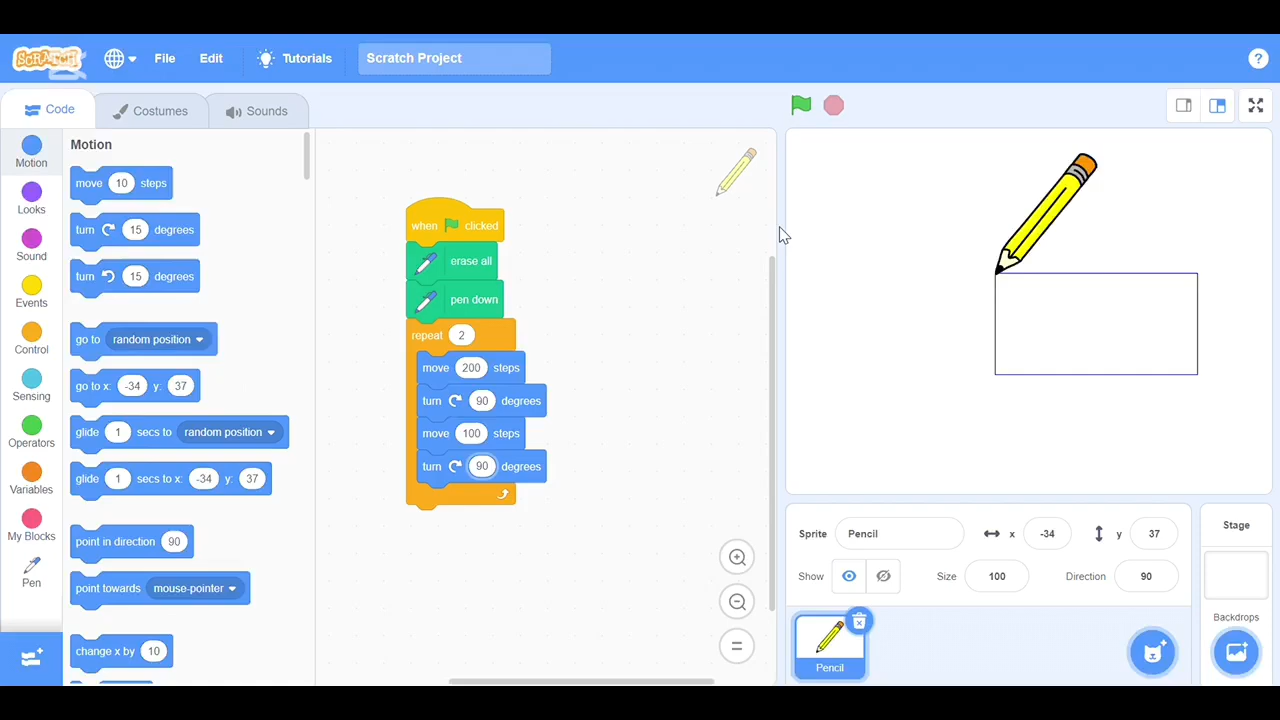 SCRATCH
File
Edit
Tutorials
Scratch Project
?
Code
Costumes
Sounds
Motion
Looks
Sound
Events
Control
Sensing
Operators
Variables
My Blocks
Pen
Motion
move 10 steps
turn 15 degrees
turn 15 degrees
go to random position
go to x: -34 y: 37
glide 1 secs to random position
glide 1 secs to x: -34 y: 37
point in direction 90
point towards mouse-pointer
change x by 10
when clicked
erase all
pen down
repeat 2
move 200 steps
turn 90 degrees
move 100 steps
turn 90 degrees
Sprite Pencil x -34 y 37
Show Size 100 Direction 90
Pencil
Stage
Backdrops